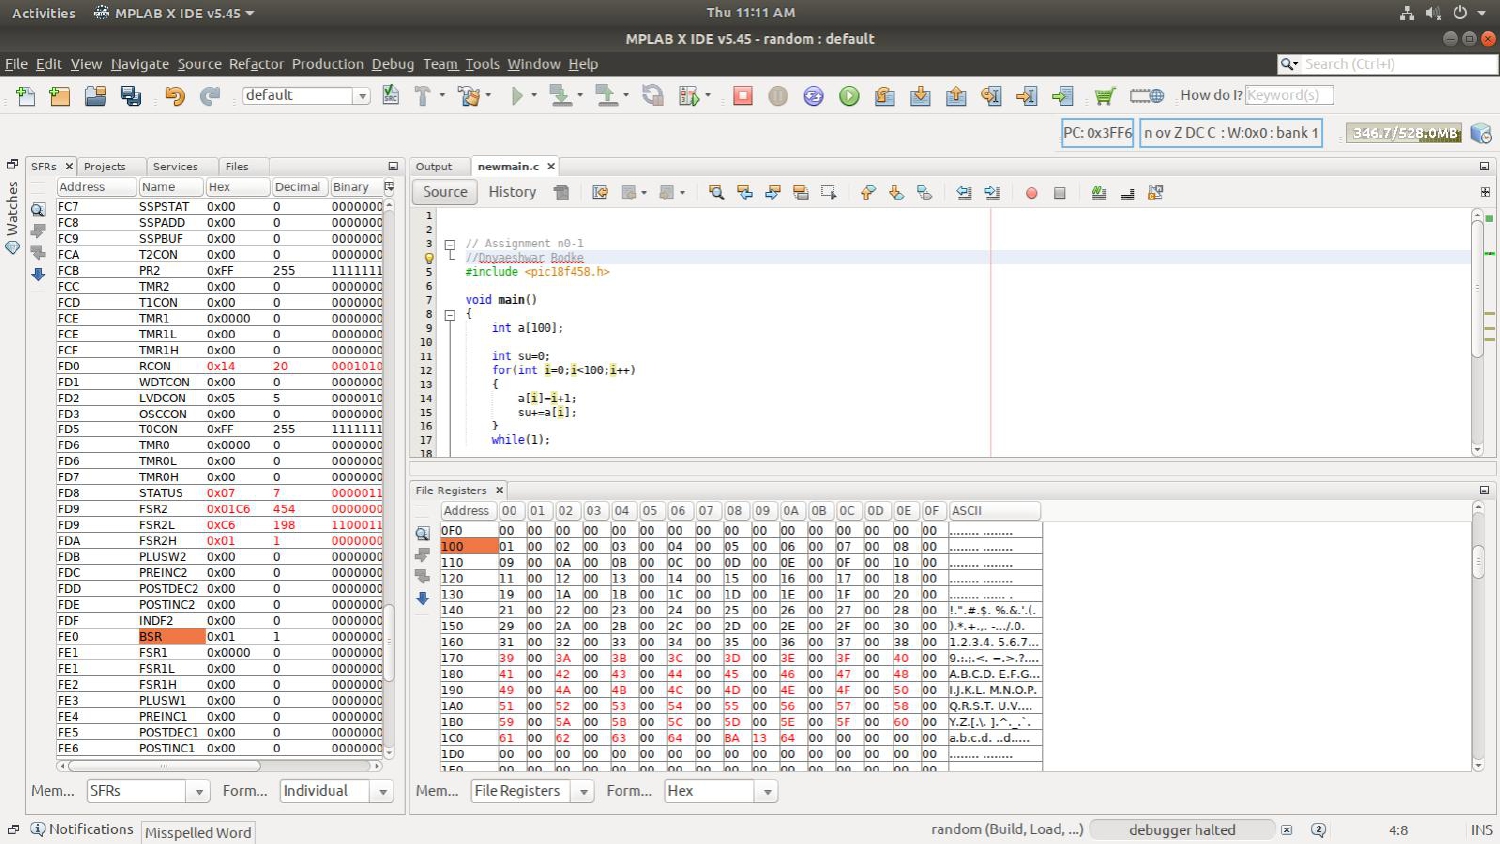 Activities MPLAB X IDE v5.45 Thu 11:11 AM
MPLAB X IDE v5.45 - random : default
File Edit View Navigate Source Refactor Production Debug Team Tools Window Help Search (Ctrl+I)
default How do I? Keyword(s)
PC: 0x3FF6 n ov Z DC C : W:0x0 : bank 1 346.7/528.0MB
Watches
SFRs Projects Services Files
Address Name Hex Decimal Binary
FC7 SSPSTAT 0x00 0 0000000
FC8 SSPADD 0x00 0 0000000
FC9 SSPBUF 0x00 0 0000000
FCA T2CON 0x00 0 0000000
FCB PR2 0xFF 255 1111111
FCC TMR2 0x00 0 0000000
FCD T1CON 0x00 0 0000000
FCE TMR1 0x0000 0 0000000
FCE TMR1L 0x00 0 0000000
FCF TMR1H 0x00 0 0000000
FD0 RCON 0x14 20 0001010
FD1 WDTCON 0x00 0 0000000
FD2 LVDCON 0x05 5 0000010
FD3 OSCCON 0x00 0 0000000
FD5 T0CON 0xFF 255 1111111
FD6 TMR0 0x0000 0 0000000
FD6 TMR0L 0x00 0 0000000
FD7 TMR0H 0x00 0 0000000
FD8 STATUS 0x07 7 0000011
FD9 FSR2 0x01C6 454 0000000
FD9 FSR2L 0xC6 198 1100011
FDA FSR2H 0x01 1 0000000
FDB PLUSW2 0x00 0 0000000
FDC PREINC2 0x00 0 0000000
FDD POSTDEC2 0x00 0 0000000
FDE POSTINC2 0x00 0 0000000
FDF INDF2 0x00 0 0000000
FE0 BSR 0x01 1 0000000
FE1 FSR1 0x0000 0 0000000
FE1 FSR1L 0x00 0 0000000
FE2 FSR1H 0x00 0 0000000
FE3 PLUSW1 0x00 0 0000000
FE4 PREINC1 0x00 0 0000000
FE5 POSTDEC1 0x00 0 0000000
FE6 POSTINC1 0x00 0 0000000
Mem... SFRs Form... Individual
Output newmain.c
Source History
1
2
3 // Assignment n0-1
//Dnyaeshwar Bodke
5 #include <pic18f458.h>
6
7 void main()
8 {
9 int a[100];
10
11 int su=0;
12 for(int i=0;i<100;i++)
13 {
14 a[i]=i+1;
15 su+=a[i];
16 }
17 while(1);
18
File Registers
Address 00 01 02 03 04 05 06 07 08 09 0A 0B 0C 0D 0E 0F ASCII
0F0 00 00 00 00 00 00 00 00 00 00 00 00 00 00 00 00 ........ ........
100 01 00 02 00 03 00 04 00 05 00 06 00 07 00 08 00 ........ ........
110 09 00 0A 00 0B 00 0C 00 0D 00 0E 00 0F 00 10 00 ........ ........
120 11 00 12 00 13 00 14 00 15 00 16 00 17 00 18 00 ........ ........
130 19 00 1A 00 1B 00 1C 00 1D 00 1E 00 1F 00 20 00 ........ ...... .
140 21 00 22 00 23 00 24 00 25 00 26 00 27 00 28 00 !.".#.$. %.&.'.(.
150 29 00 2A 00 2B 00 2C 00 2D 00 2E 00 2F 00 30 00 ).*.+.,. -.../.0.
160 31 00 32 00 33 00 34 00 35 00 36 00 37 00 38 00 1.2.3.4. 5.6.7...
170 39 00 3A 00 3B 00 3C 00 3D 00 3E 00 3F 00 40 00 9.:.;.<. =.>.?....
180 41 00 42 00 43 00 44 00 45 00 46 00 47 00 48 00 A.B.C.D. E.F.G...
190 49 00 4A 00 4B 00 4C 00 4D 00 4E 00 4F 00 50 00 I.J.K.L. M.N.O.P.
1A0 51 00 52 00 53 00 54 00 55 00 56 00 57 00 58 00 Q.R.S.T. U.V....
1B0 59 00 5A 00 5B 00 5C 00 5D 00 5E 00 5F 00 60 00 Y.Z.[.\. ].^._.`.
1C0 61 00 62 00 63 00 64 00 BA 13 64 00 00 00 00 00 a.b.c.d. ..d.....
1D0 00 00 00 00 00 00 00 00 00 00 00 00 00 00 00 00 ........ ........
1E0 00 00 00 00 00 00 00 00 00 00 00 00 00 00 00 00
Mem... File Registers Form... Hex
Notifications Misspelled Word random (Build, Load, ...) debugger halted 4:8 INS